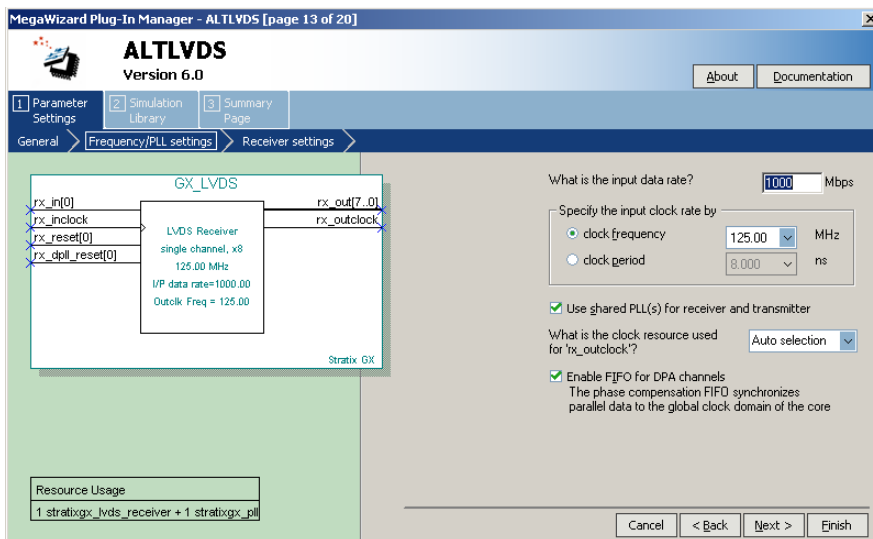 MegaWizard Plug-In Manager - ALTLVDS [page 13 of 20]
ALTLVDS
Version 6.0
About
Documentation
1 Parameter Settings
2 Simulation Library
3 Summary Page
General
Frequency/PLL settings
Receiver settings
GX_LVDS
rx_in[0]
rx_inclock
rx_reset[0]
rx_dpll_reset[0]
rx_out[7..0]
rx_outclock
LVDS Receiver
single channel, x8
125.00 MHz
I/P data rate=1000.00
Outclk Freq = 125.00
Stratix GX
Resource Usage
1 stratixgx_lvds_receiver + 1 stratixgx_pll
What is the input data rate?
1000 Mbps
Specify the input clock rate by
clock frequency
125.00 MHz
clock period
8.000 ns
Use shared PLL(s) for receiver and transmitter
What is the clock resource used
for 'rx_outclock'?
Auto selection
Enable FIFO for DPA channels
The phase compensation FIFO synchronizes
parallel data to the global clock domain of the core
Cancel
< Back
Next >
Finish